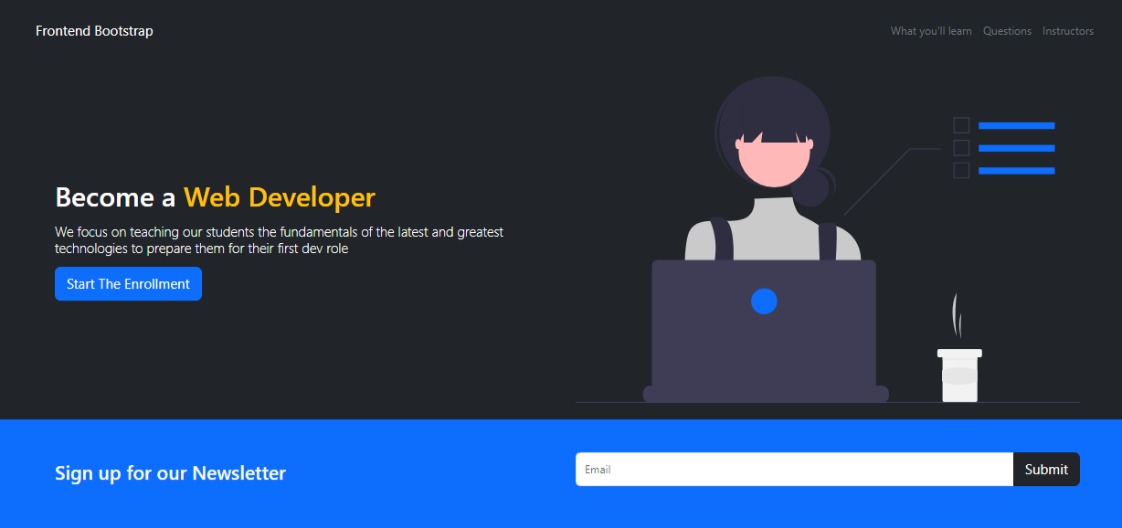 Frontend Bootstrap
What you'll learn Questions Instructors
Become a Web Developer
We focus on teaching our students the fundamentals of the latest and greatest
technologies to prepare them for their first dev role
Start The Enrollment
Sign up for our Newsletter
Email
Submit